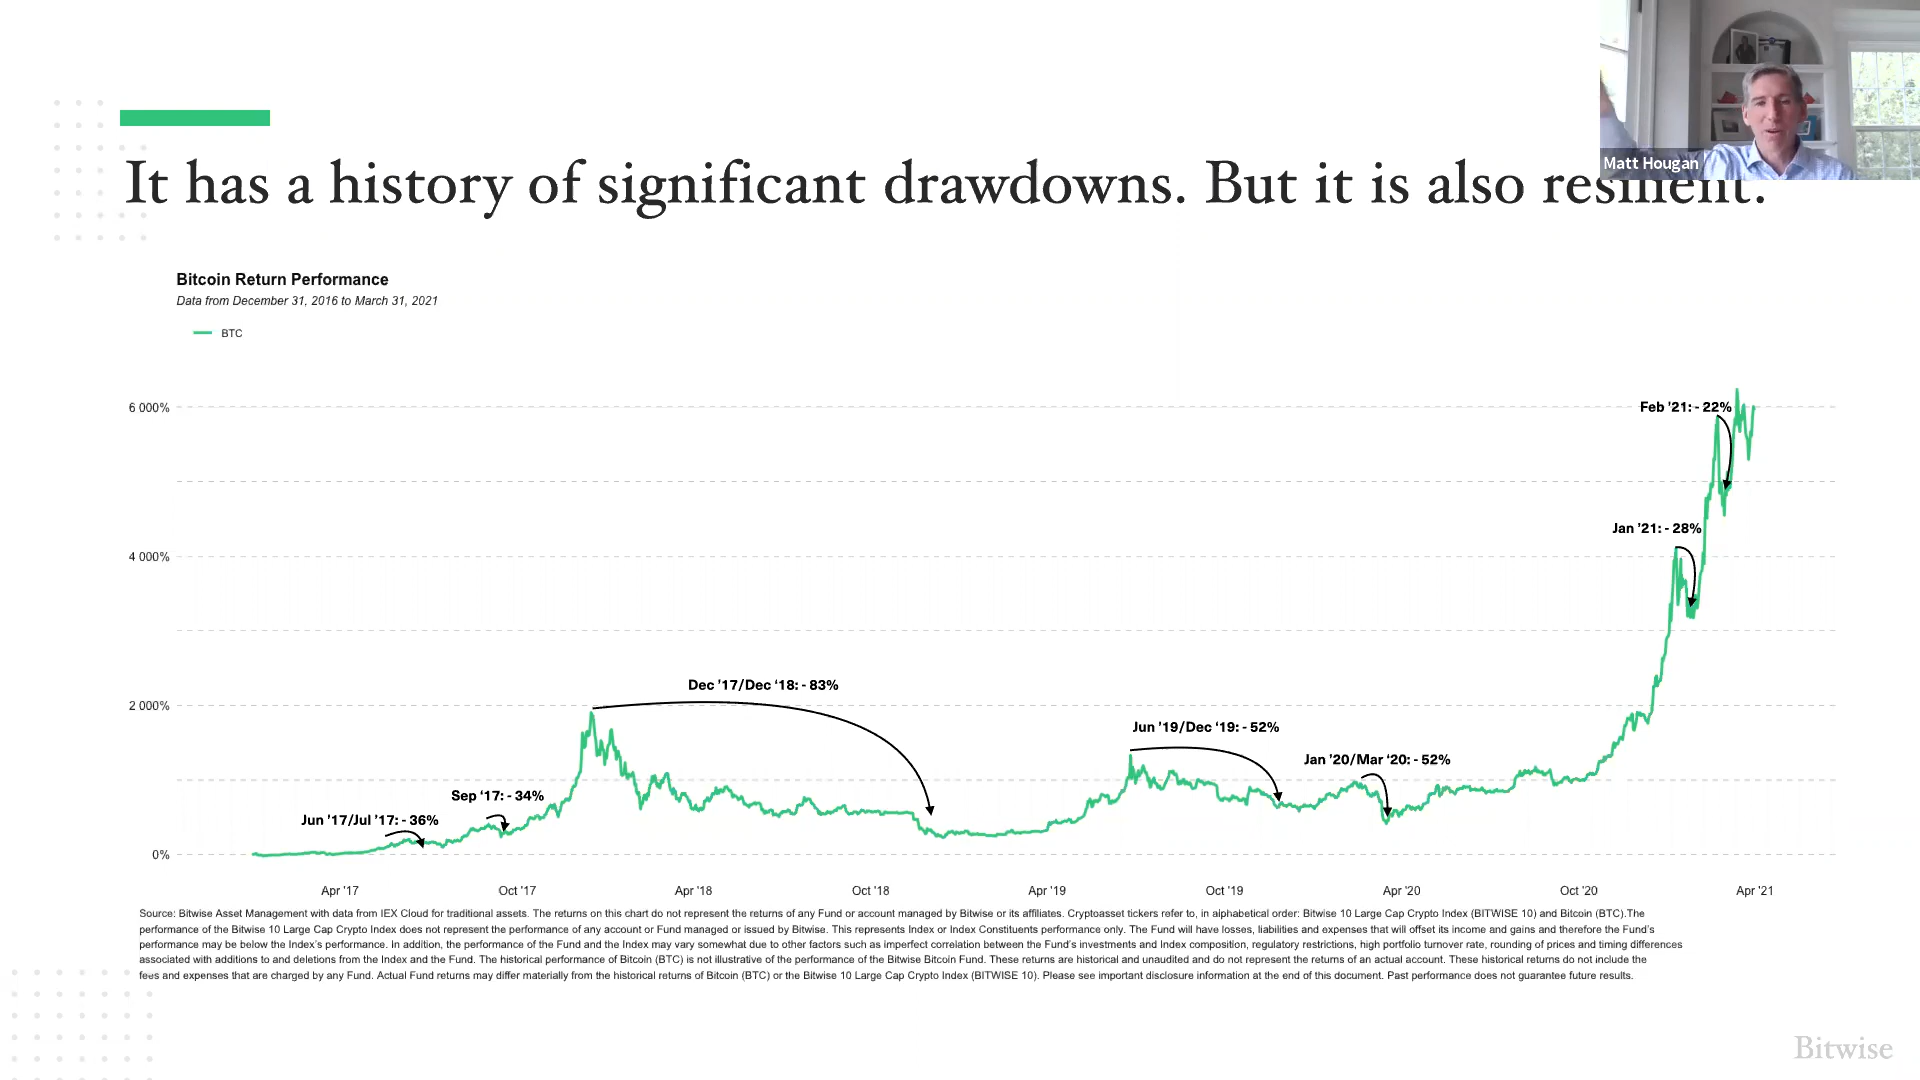 Matt Hougan
It has a history of significant drawdowns. But it is also resilient.
Bitcoin Return Performance
Data from December 31, 2016 to March 31, 2021
BTC
6 000%
Feb '21: - 22%
Jan '21: - 28%
4 000%
Dec '17/Dec ‘18: - 83%
2 000%
Jun '19/Dec ‘19: - 52%
Jan '20/Mar ‘20: - 52%
Sep ‘17: - 34%
Jun '17/Jul ’17: - 36%
0%
Apr '17 Oct '17 Apr '18 Oct '18 Apr '19 Oct '19 Apr '20 Oct '20 Apr '21
Source: Bitwise Asset Management with data from IEX Cloud for traditional assets. The returns on this chart do not represent the returns of any Fund or account managed by Bitwise or its affiliates. Cryptoasset tickers refer to, in alphabetical order: Bitwise 10 Large Cap Crypto Index (BITWISE 10) and Bitcoin (BTC).The
performance of the Bitwise 10 Large Cap Crypto Index does not represent the performance of any account or Fund managed or issued by Bitwise. This represents Index or Index Constituents performance only. The Fund will have losses, liabilities and expenses that will offset its income and gains and therefore the Fund's
performance may be below the Index's performance. In addition, the performance of the Fund and the Index may vary somewhat due to other factors such as imperfect correlation between the Fund's investments and Index composition, regulatory restrictions, high portfolio turnover rate, rounding of prices and timing differences
associated with additions to and deletions from the Index and the Fund. The historical performance of Bitcoin (BTC) is not illustrative of the performance of the Bitwise Bitcoin Fund. These returns are historical and unaudited and do not represent the returns of an actual account. These historical returns do not include the
fees and expenses that are charged by any Fund. Actual Fund returns may differ materially from the historical returns of Bitcoin (BTC) or the Bitwise 10 Large Cap Crypto Index (BITWISE 10). Please see important disclosure information at the end of this document. Past performance does not guarantee future results.
Bitwise